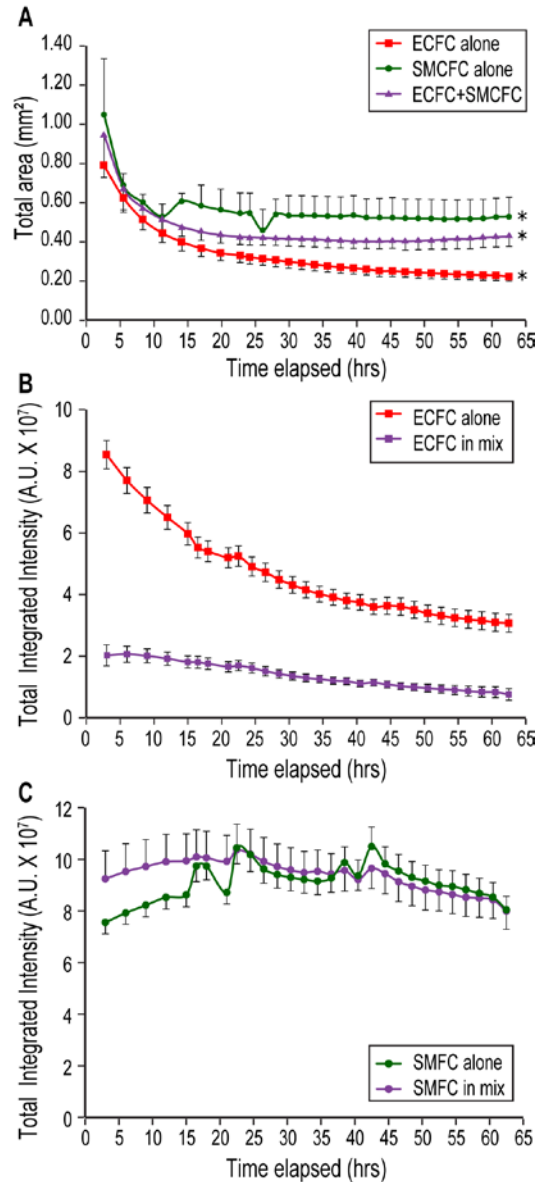 A
1.40
1.20
1.00
0.80
0.60
0.40
0.20
0.00
Total area (mm²)
ECFC alone
SMCFC alone
ECFC+SMCFC
*
*
*
0 5 10 15 20 25 30 35 40 45 50 55 60 65
Time elapsed (hrs)
B
10
8
6
4
2
0
Total Integrated Intensity (A.U. X 10⁷)
ECFC alone
ECFC in mix
0 5 10 15 20 25 30 35 40 45 50 55 60 65
Time elapsed (hrs)
C
12
10
8
6
4
2
0
Total Integrated Intensity (A.U. X 10⁷)
SMFC alone
SMFC in mix
0 5 10 15 20 25 30 35 40 45 50 55 60 65
Time elapsed (hrs)